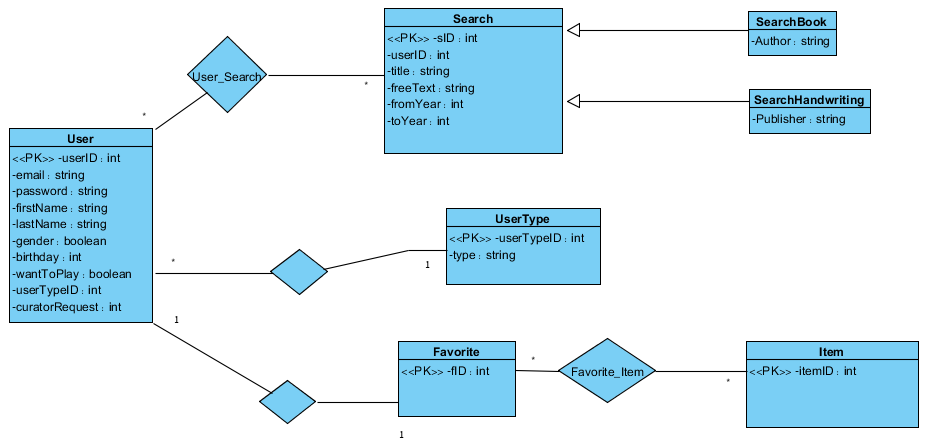 Search
<<PK>> -sID : int
-userID : int
-title : string
-freeText : string
-fromYear : int
-toYear : int
SearchBook
-Author : string
SearchHandwriting
-Publisher : string
User_Search
*
*
User
<<PK>> -userID : int
-email : string
-password : string
-firstName : string
-lastName : string
-gender : boolean
-birthday : int
-wantToPlay : boolean
-userTypeID : int
-curatorRequest : int
UserType
<<PK>> -userTypeID : int
-type : string
*
1
1
Favorite
<<PK>> -fID : int
1
*
Favorite_Item
*
Item
<<PK>> -itemID : int